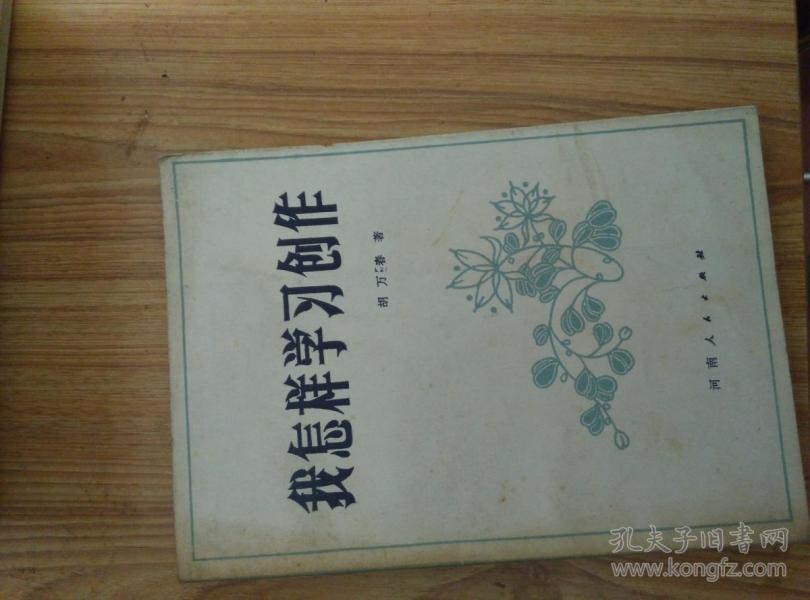 我怎样学习创作
胡万春 著
河南人民出版社
孔夫子旧书网
www.kongfz.com